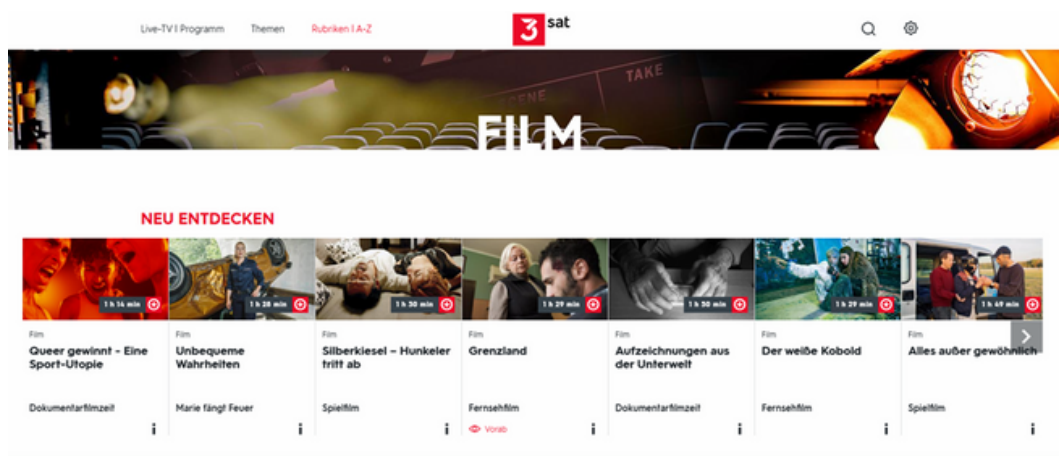 Live-TV I Programm
Themen
Rubriken I A-Z
3 sat
TAKE
SCENE
FILM
NEU ENTDECKEN
1 h 14 min
1 h 28 min
1 h 30 min
1 h 29 min
1 h 30 min
1 h 29 min
1 h 49 min
Film
Queer gewinnt - Eine
Sport-Utopie
Dokumentarfilmzeit
Film
Unbequeme
Wahrheiten
Marie fängt Feuer
Film
Silberkiesel – Hunkeler
tritt ab
Spielfilm
Film
Grenzland
Fernsehfilm
Vorab
Film
Aufzeichnungen aus
der Unterwelt
Dokumentarfilmzeit
Film
Der weiße Kobold
Fernsehfilm
Film
Alles außer gewöhnlich
Spielfilm